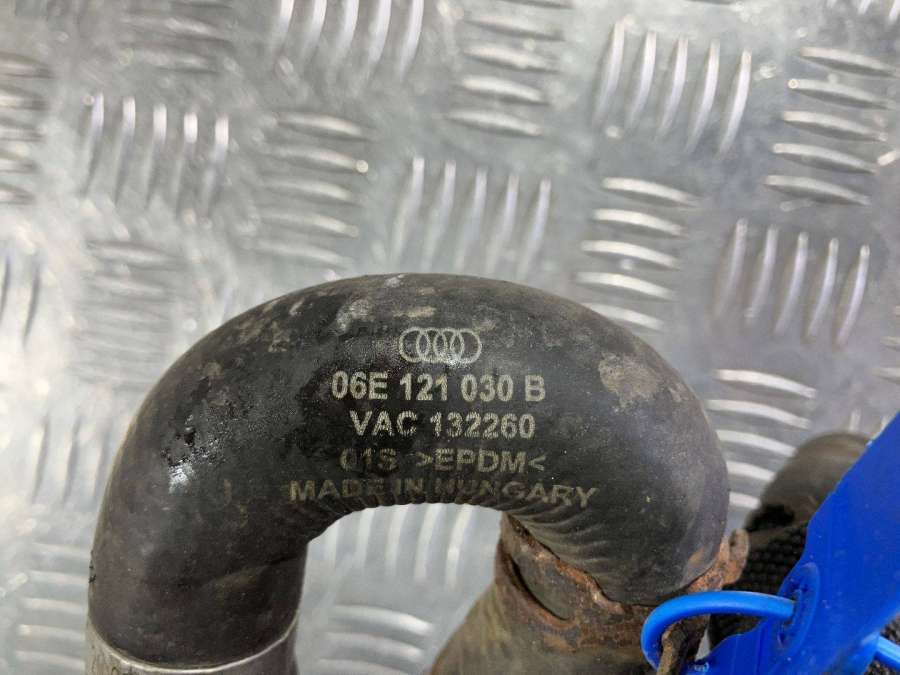 06E 121 030 B
VAC 132260
01S >EPDM<
MADE IN HUNGARY